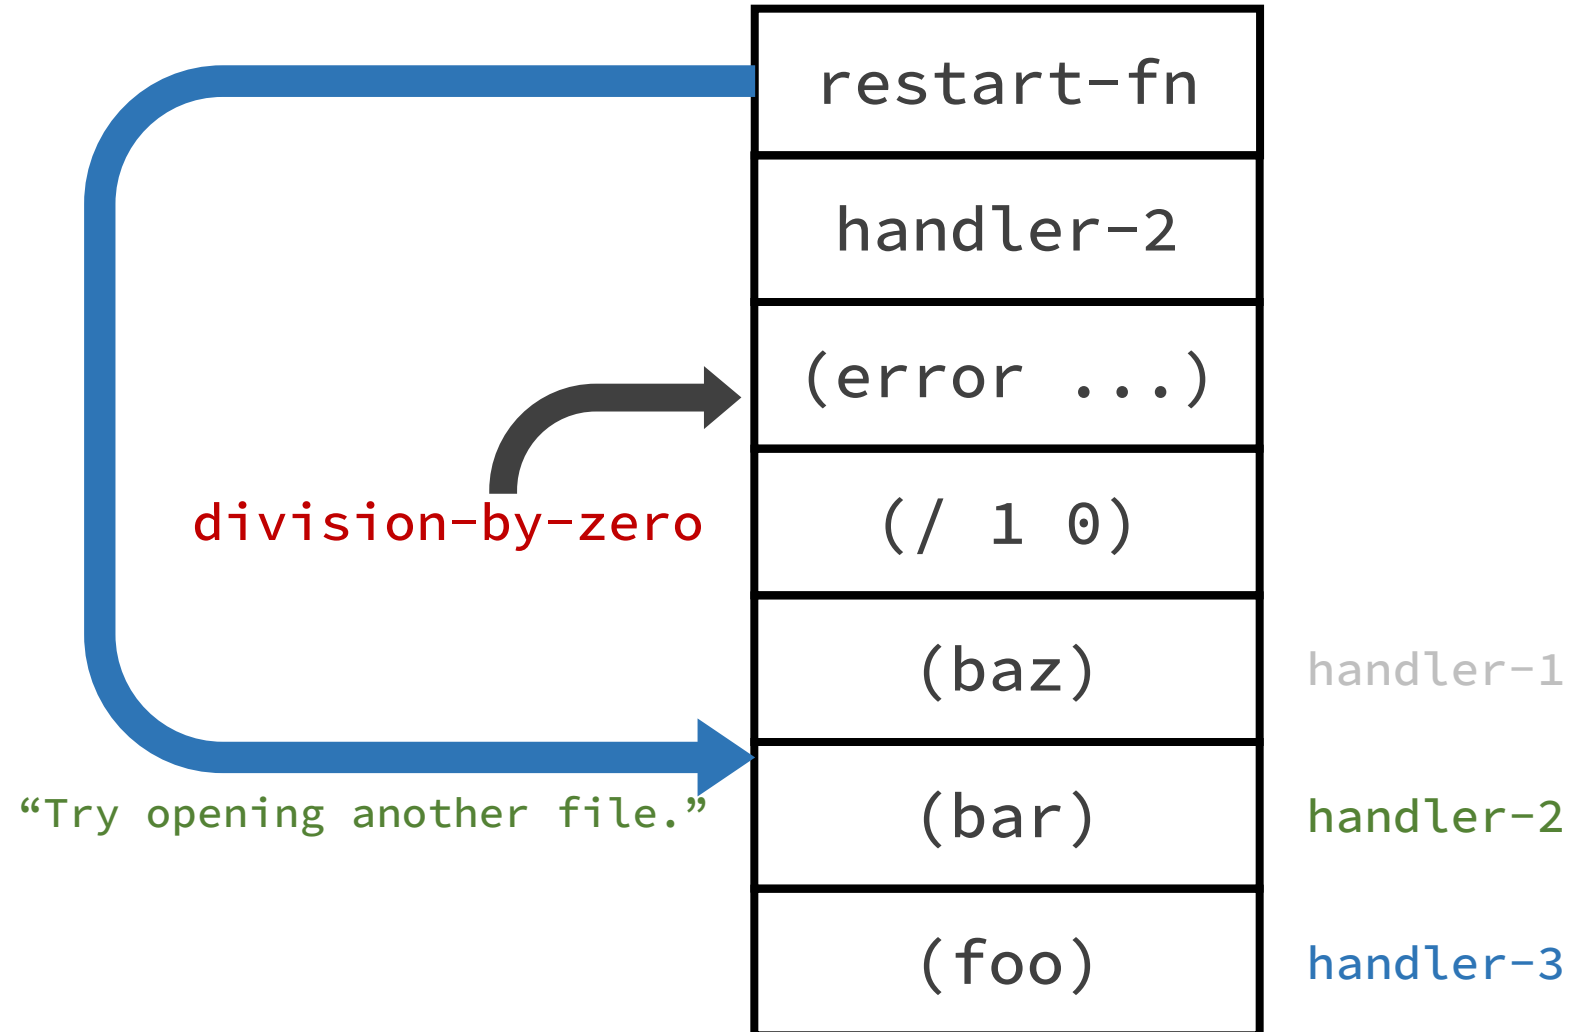 restart-fn
handler-2
(error ...)
division-by-zero
(/ 1 0)
(baz)
handler-1
“Try opening another file.”
(bar)
handler-2
(foo)
handler-3